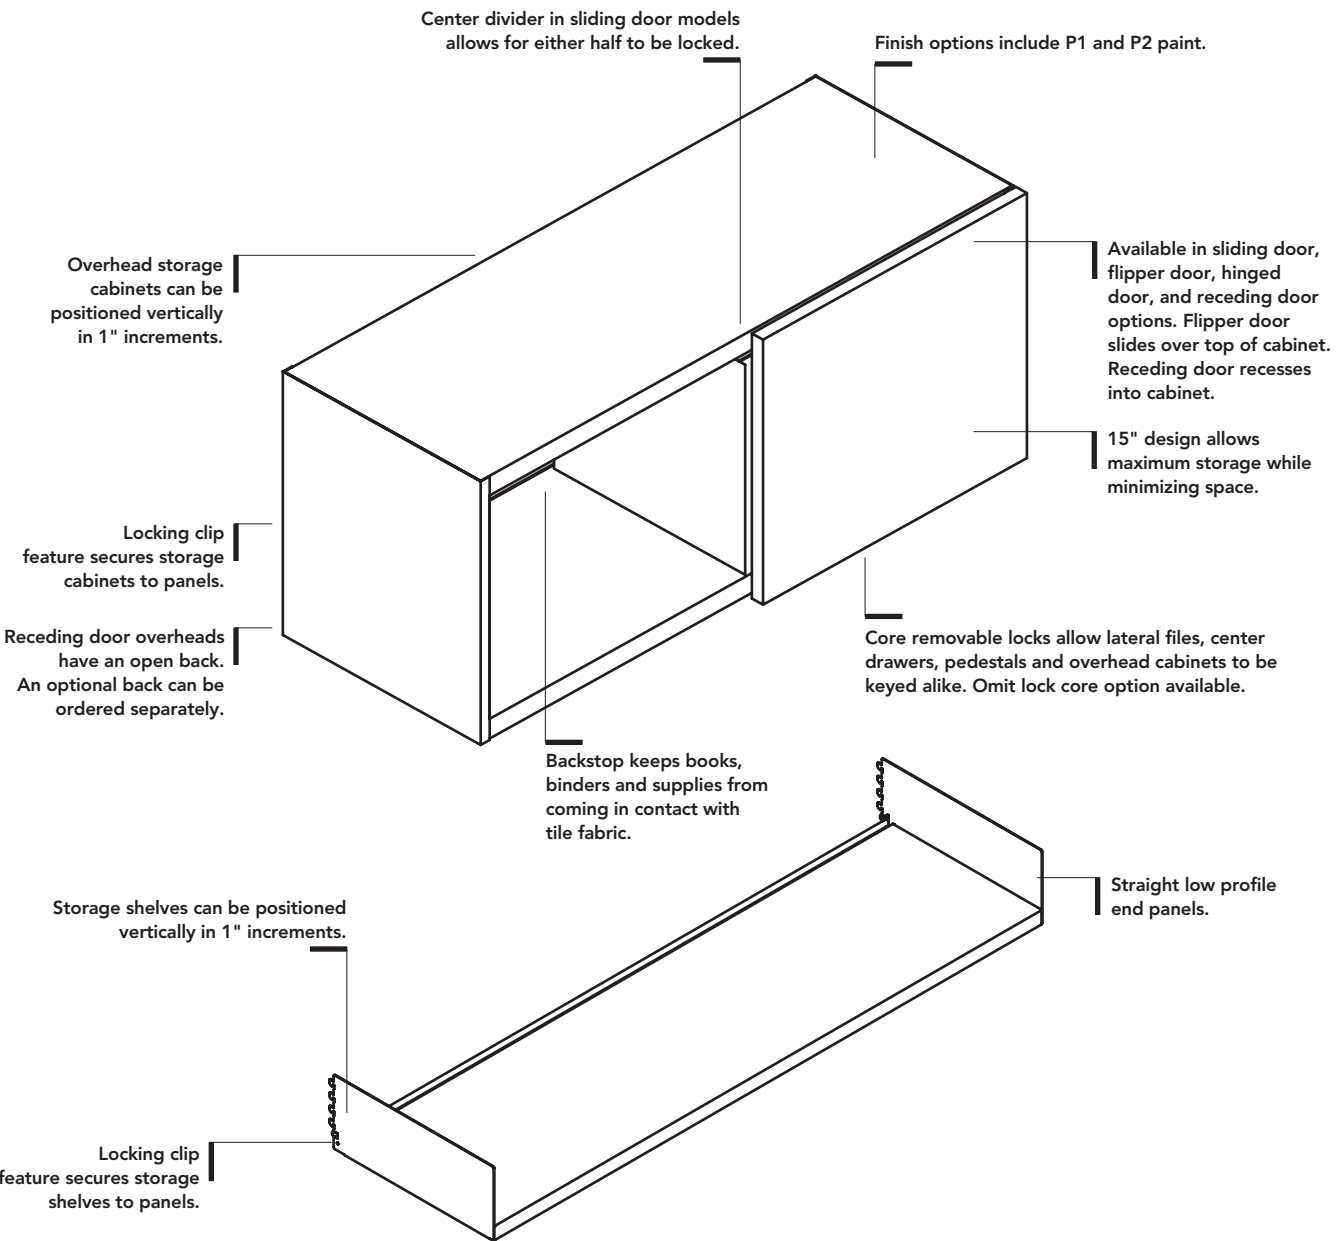 Center divider in sliding door models
allows for either half to be locked.
Finish options include P1 and P2 paint.
Overhead storage
cabinets can be
positioned vertically
in 1" increments.
Available in sliding door,
flipper door, hinged
door, and receding door
options. Flipper door
slides over top of cabinet.
Receding door recesses
into cabinet.
15" design allows
maximum storage while
minimizing space.
Locking clip
feature secures storage
cabinets to panels.
Receding door overheads
have an open back.
An optional back can be
ordered separately.
Core removable locks allow lateral files, center
drawers, pedestals and overhead cabinets to be
keyed alike. Omit lock core option available.
Backstop keeps books,
binders and supplies from
coming in contact with
tile fabric.
Straight low profile
end panels.
Storage shelves can be positioned
vertically in 1" increments.
Locking clip
feature secures storage
shelves to panels.